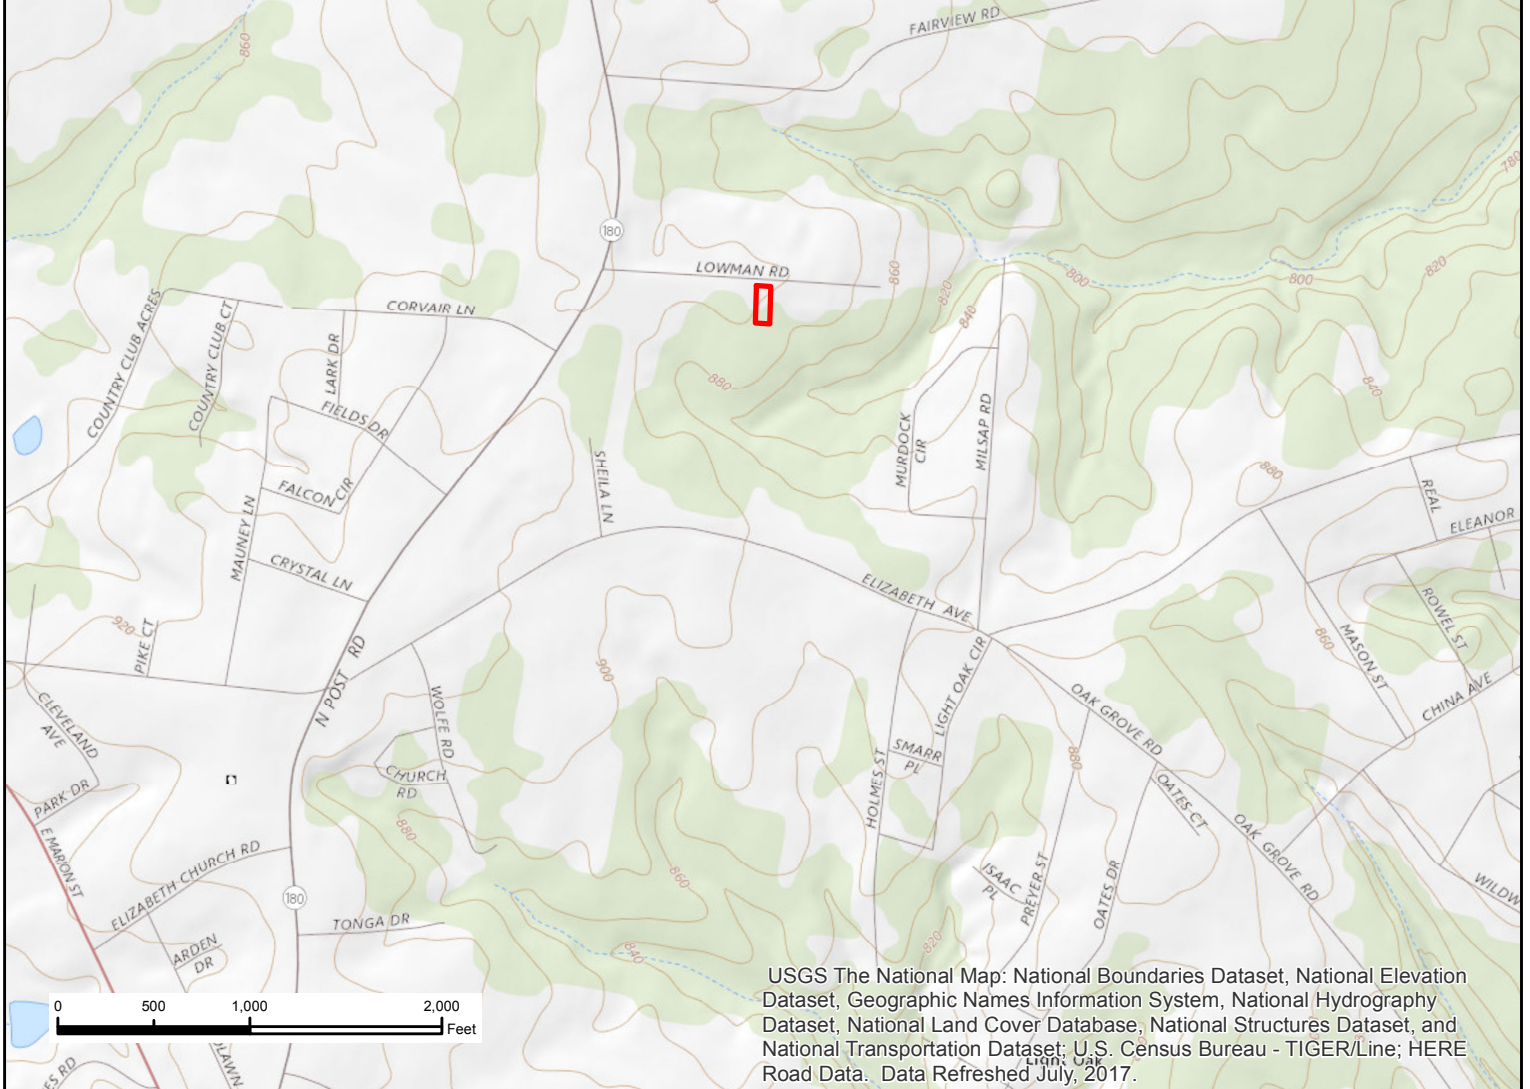 860
FAIRVIEW RD
780
180
LOWMAN RD
860
820
800
800
820
840
COUNTRY CLUB ACRES
COUNTRY CLUB CT
CORVAIR LN
LARK DR
FIELDS DR
FALCON CIR
MAUNEY LN
CRYSTAL LN
880
840
MURDOCK
CIR
MILSAP RD
SHEILA LN
880
REAL
ELEANOR
ELIZABETH AVE
ROWEL ST
MASON ST
860
CHINA AVE
920
PIKE CT
N POST RD
900
WOLFE RD
LIGHT OAK CIR
OAK GROVE RD
CLEVELAND
AVE
PARK DR
CHURCH
RD
SMARR
PL
880
OATES CT
HOLMES ST
880
E MARION ST
ELIZABETH CHURCH RD
860
OAK GROVE RD
ISAAC
PL
PREYER ST
OATES DR
WILDW
180
TONGA DR
ARDEN
DR
840
820
0 500 1,000 2,000
Feet
USGS The National Map: National Boundaries Dataset, National Elevation
Dataset, Geographic Names Information System, National Hydrography
Dataset, National Land Cover Database, National Structures Dataset, and
National Transportation Dataset; U.S. Census Bureau - TIGER/Line; HERE
Road Data. Data Refreshed July, 2017.
Light Oak
ES RD
DLAWN